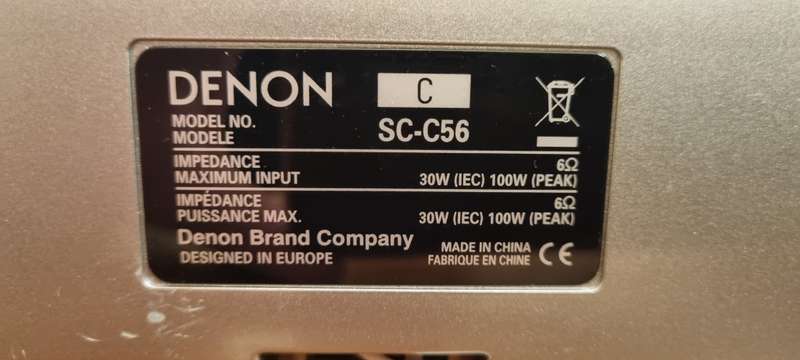 DENON C
MODEL NO.
MODELE SC-C56
IMPEDANCE 6Ω
MAXIMUM INPUT 30W (IEC) 100W (PEAK)
IMPÉDANCE 6Ω
PUISSANCE MAX. 30W (IEC) 100W (PEAK)
Denon Brand Company
DESIGNED IN EUROPE
MADE IN CHINA
FABRIQUE EN CHINE CE